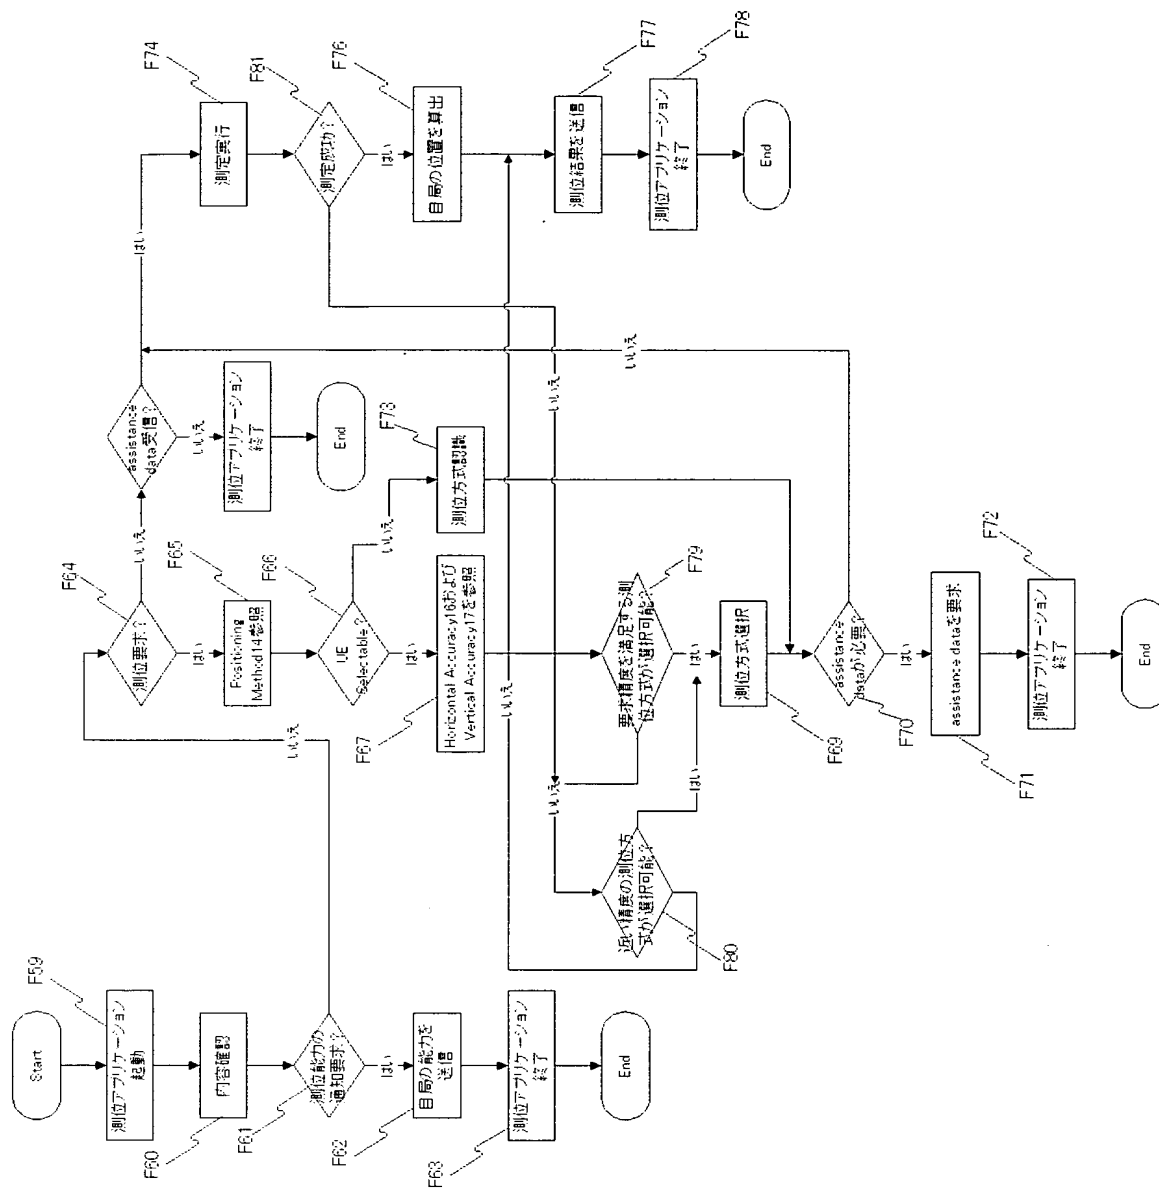 Start
F59
測位アプリケーション
起動
F60
内容確認
F61
測位能力の
通知要求?
はい
いいえ
F62
自局の能力を
送信
F63
測位アプリケーション
終了
End
F64
測位要求?
はい
いいえ
F65
Positioning
Method14参照
F66
UE
Selectable?
はい
いいえ
F67
Horizontal Accuracy16および
Vertical Accuracy17を参照
F73
測位方式認識
F79
要求精度を満足する測
位方式が選択可能?
はい
いいえ
F80
近い精度の測位方
式が選択可能?
はい
いいえ
F69
測位方式選択
F70
assistance
dataが必要?
はい
いいえ
F71
assistance dataを要求
F72
測位アプリケーション
終了
End
assistance
data受信?
はい
いいえ
測位アプリケーション
終了
End
F74
測定実行
F81
測定成功?
はい
いいえ
F76
自局の位置を算出
F77
測位結果を送信
F78
測位アプリケーション
終了
End